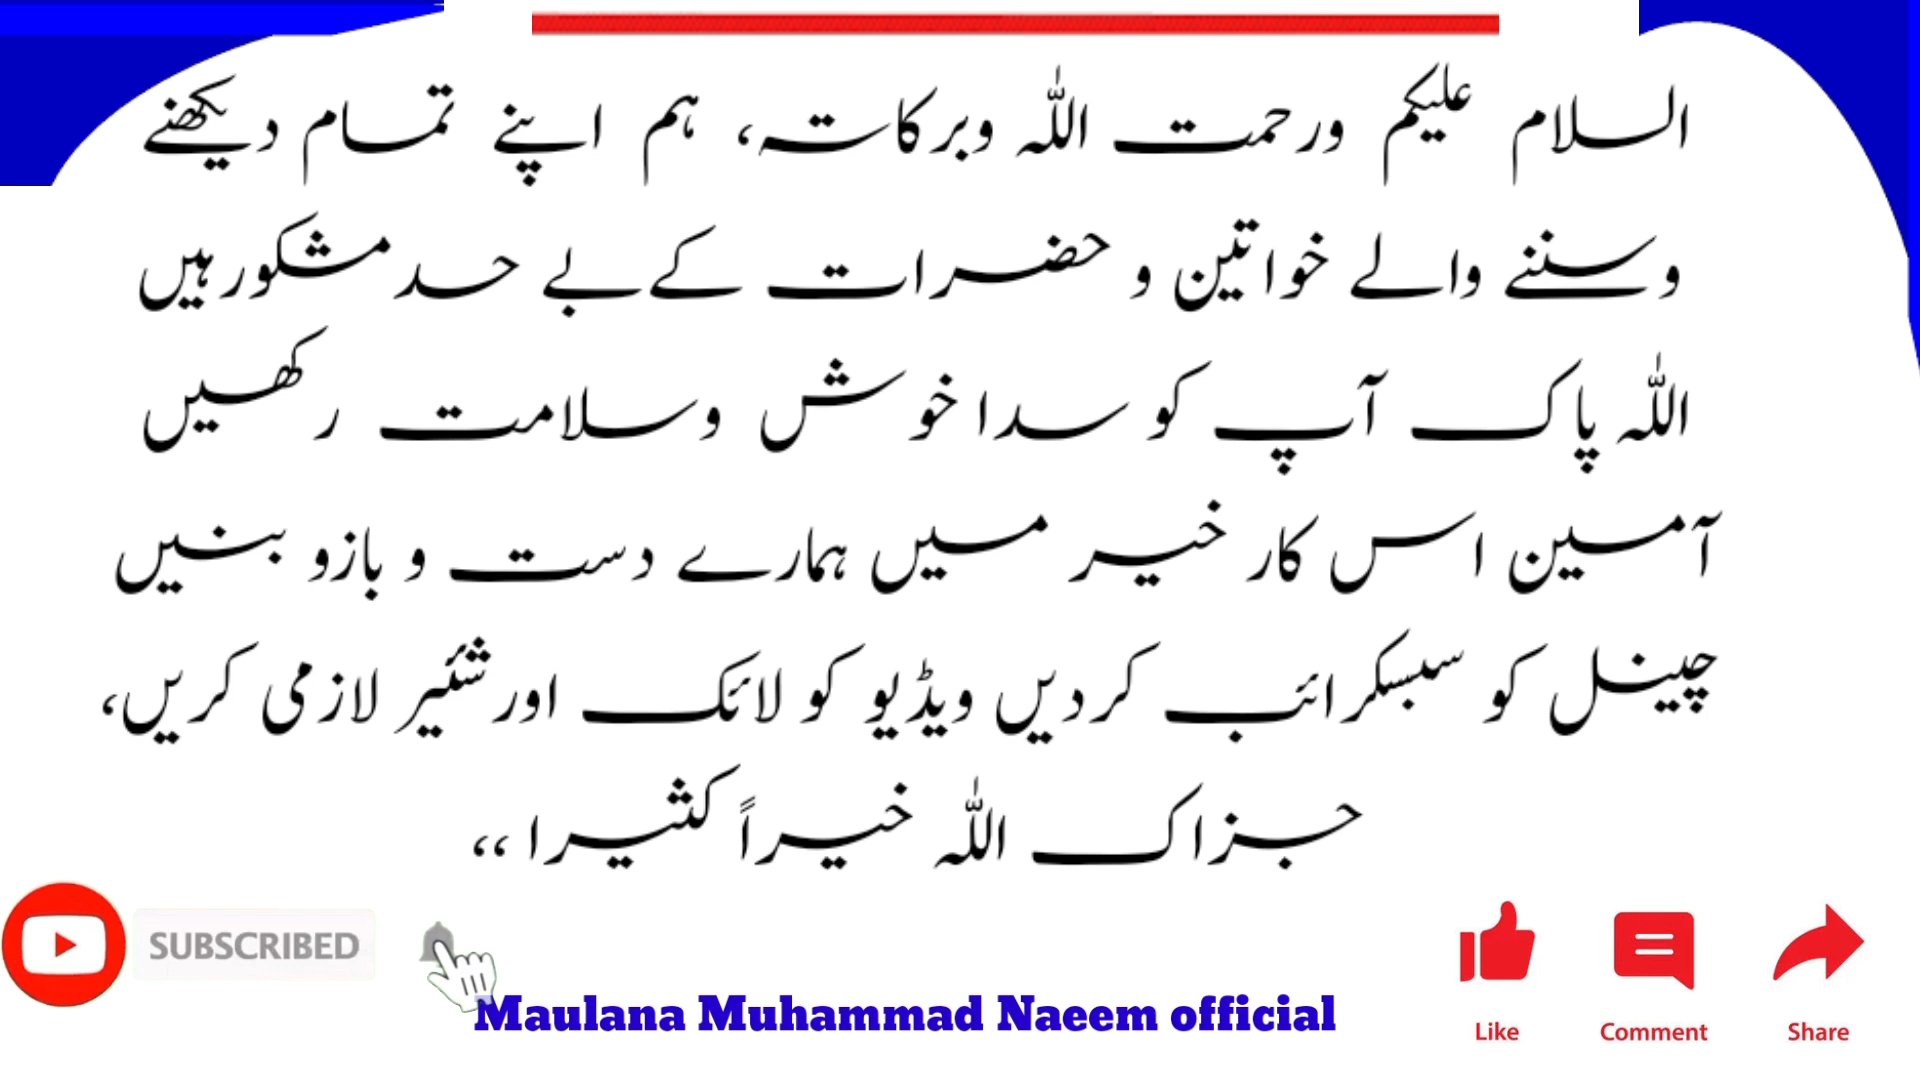 السلام علیکم ورحمت اللہ وبرکاتہ، ہم اپنے تمام دیکھنے
وسننے والے خواتین و حضرات کے بے حد مشکور ہیں
اللہ پاک آپ کو سدا خوش وسلامت رکھیں
آمین اس کار خیر میں ہمارے دست و بازو بنیں
چینل کو سبسکرائب کردیں ویڈیو کو لائک اور شئیر لازمی کریں،
جزاک اللہ خیراً کثیرا ،،
SUBSCRIBED
Maulana Muhammad Naeem official
Like Comment Share